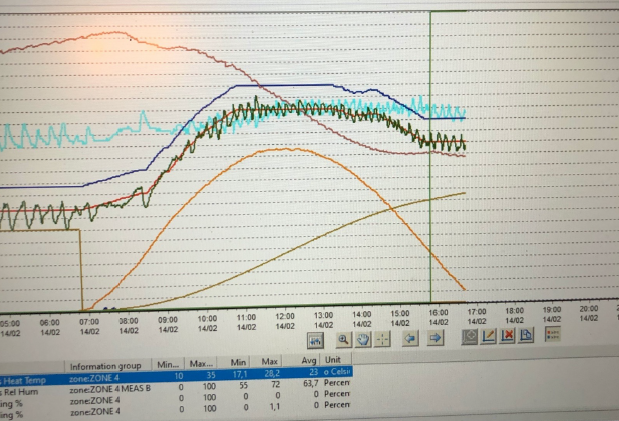 05:00 06:00 07:00 08:00 09:00 10:00 11:00 12:00 13:00 14:00 15:00 16:00 17:00 18:00 19:00 20:00
14/02 14/02 14/02 14/02 14/02 14/02 14/02 14/02 14/02 14/02 14/02 14/02 14/02 14/02 14/02 14/02
Information group Min... Max... Min Max Avg Unit
s Heat Temp zone:ZONE 4 10 35 17,1 28,2 23 o Celsi
s Rel Hum zone:ZONE 4 MEAS B 0 100 55 72 63,7 Percen
ing % zone:ZONE 4 0 100 0 0 0 Percen
ing % zone:ZONE 4 0 100 0 1,1 0 Percen